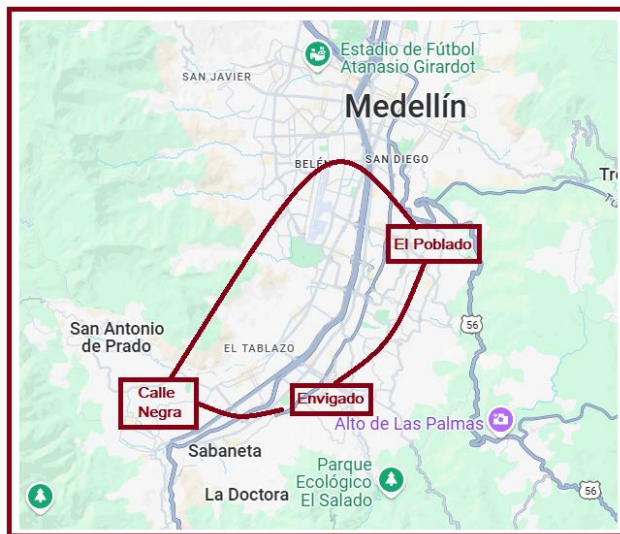 Estadio de Fútbol
Atanasio Girardot
SAN JAVIER
Medellín
BELÉN
SAN DIEGO
El Poblado
56
San Antonio
de Prado
EL TABLAZO
Calle
Negra
Envigado
Alto de Las Palmas
Sabaneta
Parque
Ecológico
El Salado
La Doctora
56